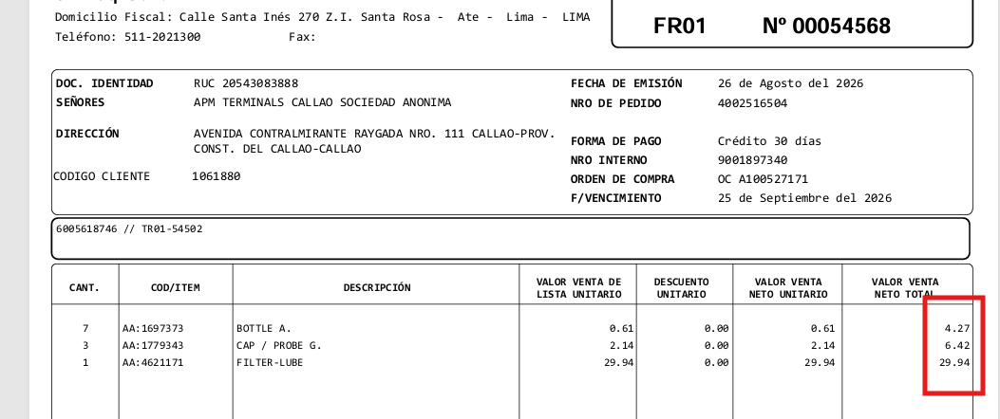 Domicilio Fiscal: Calle Santa Inés 270 Z.I. Santa Rosa - Ate - Lima - LIMA
Teléfono: 511-2021300 Fax:
FR01 Nº 00054568
DOC. IDENTIDAD RUC 20543083888
SEÑORES APM TERMINALS CALLAO SOCIEDAD ANONIMA
DIRECCIÓN AVENIDA CONTRALMIRANTE RAYGADA NRO. 111 CALLAO-PROV.
CONST. DEL CALLAO-CALLAO
CODIGO CLIENTE 1061880
FECHA DE EMISIÓN 26 de Agosto del 2026
NRO DE PEDIDO 4002516504
FORMA DE PAGO Crédito 30 días
NRO INTERNO 9001897340
ORDEN DE COMPRA OC A100527171
F/VENCIMIENTO 25 de Septiembre del 2026
6005618746 // TR01-54502
CANT. COD/ITEM DESCRIPCIÓN VALOR VENTA DE LISTA UNITARIO DESCUENTO UNITARIO VALOR VENTA NETO UNITARIO VALOR VENTA NETO TOTAL
7 AA:1697373 BOTTLE A. 0.61 0.00 0.61 4.27
3 AA:1779343 CAP / PROBE G. 2.14 0.00 2.14 6.42
1 AA:4621171 FILTER-LUBE 29.94 0.00 29.94 29.94